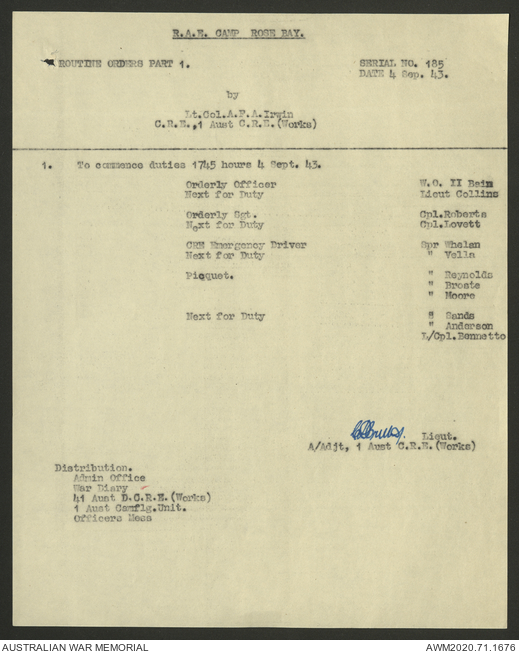 R.A.E. CAMP ROSE BAY.
ROUTINE ORDERS PART 1. SERIAL NO. 185
DATE 4 Sep. 43.
by
Lt.Col.A.F.A.Irwin
C.R.E.,1 Aust C.R.E.(Works)
1. To commence duties 1745 hours 4 Sept. 43.
Orderly Officer W.O. II Bain
Next for Duty Lieut Collins
Orderly Sgt. Cpl.Roberts
Next for Duty Cpl.Lovett
CRE Emergency Driver Spr Whelan
Next for Duty " Vella
Picquet. " Reynolds
" Broste
" Moore
Next for Duty " Sands
" Anderson
L/Cpl.Bennetto
Lieut.
A/Adjt, 1 Aust C.R.E.(Works)
Distribution.
Admin Office
War Diary
41 Aust D.C.R.E.(Works)
1 Aust Camflg.Unit.
Officers Mess
AUSTRALIAN WAR MEMORIAL AWM2020.71.1676